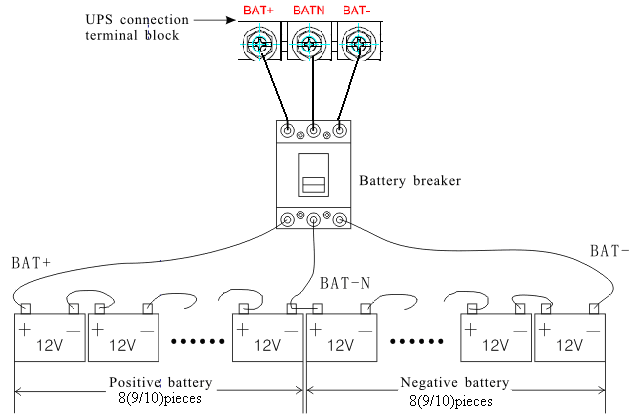 BAT+ BATN BAT-
UPS connection
terminal block
Battery breaker
BAT+
BAT-N
BAT-
+ − + − + − + − + − + −
12V 12V 12V 12V 12V 12V
Positive battery
8(9/10)pieces
Negative battery
8(9/10)pieces